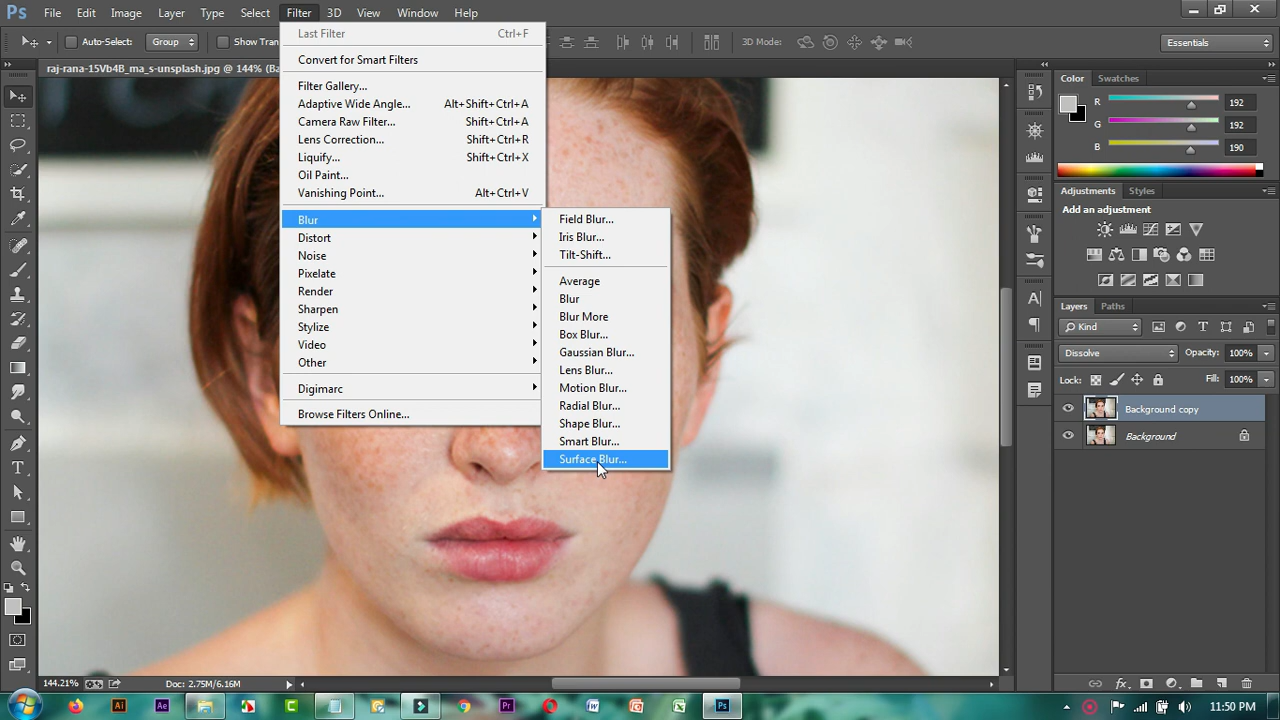 Ps File Edit Image Layer Type Select Filter 3D View Window Help
Auto-Select: Group Show Tran 3D Mode: Essentials
raj-rana-15Vb4B_ma_s-unsplash.jpg @ 144% (Ba
Last Filter Ctrl+F
Convert for Smart Filters
Filter Gallery...
Adaptive Wide Angle... Alt+Shift+Ctrl+A
Camera Raw Filter... Shift+Ctrl+A
Lens Correction... Shift+Ctrl+R
Liquify... Shift+Ctrl+X
Oil Paint...
Vanishing Point... Alt+Ctrl+V
Blur
Distort
Noise
Pixelate
Render
Sharpen
Stylize
Video
Other
Digimarc
Browse Filters Online...
Field Blur...
Iris Blur...
Tilt-Shift...
Average
Blur
Blur More
Box Blur...
Gaussian Blur...
Lens Blur...
Motion Blur...
Radial Blur...
Shape Blur...
Smart Blur...
Surface Blur...
Color Swatches
R 192
G 192
B 190
Adjustments Styles
Add an adjustment
Layers Paths
Kind
Dissolve Opacity: 100%
Lock: Fill: 100%
Background copy
Background
144.21% Doc: 2.75M/6.16M
Ai Ae Pr Ps 11:50 PM